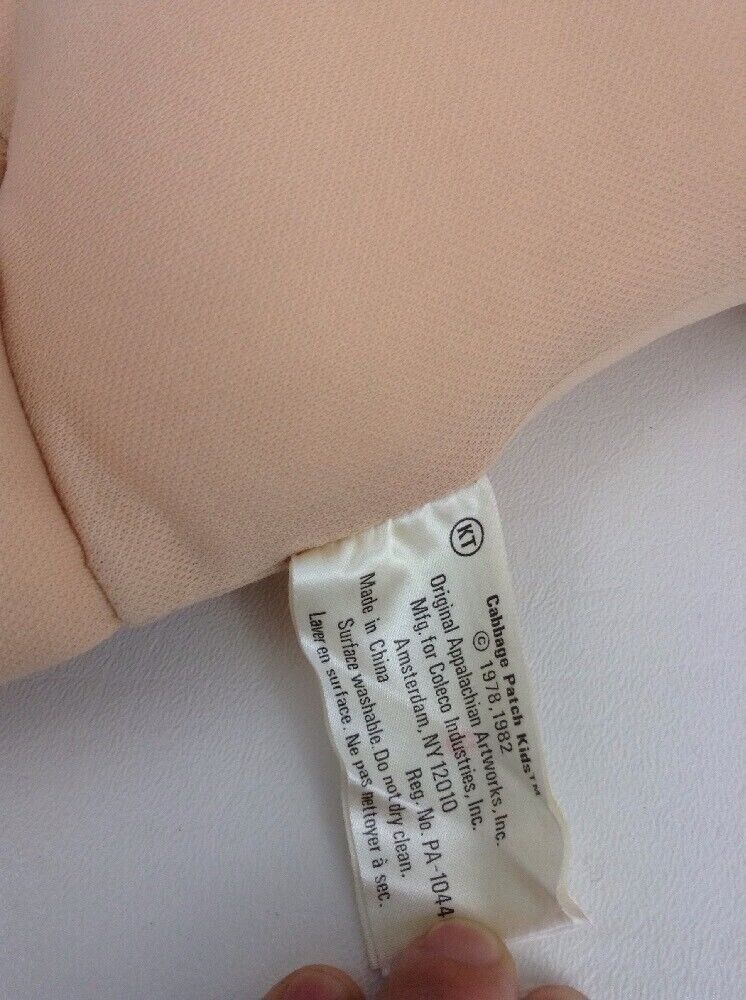 KT
Cabbage Patch Kids™
© 1978, 1982
Original Appalachian Artworks, Inc.
Mfg. for Coleco Industries, Inc.
Amsterdam, NY 12010
Made in China Reg. No. PA-1044
Surface washable. Do not dry clean.
Laver en surface. Ne pas nettoyer à sec.